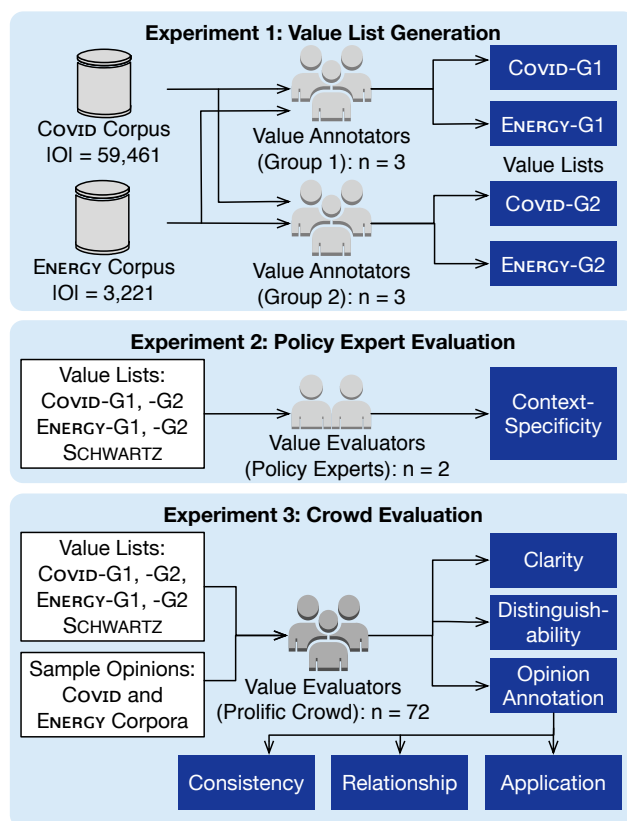 Experiment 1: Value List Generation
COVID Corpus
|O| = 59,461
ENERGY Corpus
|O| = 3,221
Value Annotators
(Group 1): n = 3
Value Annotators
(Group 2): n = 3
COVID-G1
ENERGY-G1
Value Lists
COVID-G2
ENERGY-G2
Experiment 2: Policy Expert Evaluation
Value Lists:
COVID-G1, -G2
ENERGY-G1, -G2
SCHWARTZ
Value Evaluators
(Policy Experts): n = 2
Context-
Specificity
Experiment 3: Crowd Evaluation
Value Lists:
COVID-G1, -G2,
ENERGY-G1, -G2
SCHWARTZ
Sample Opinions:
COVID and
ENERGY Corpora
Value Evaluators
(Prolific Crowd): n = 72
Clarity
Distinguish-
ability
Opinion
Annotation
Consistency
Relationship
Application